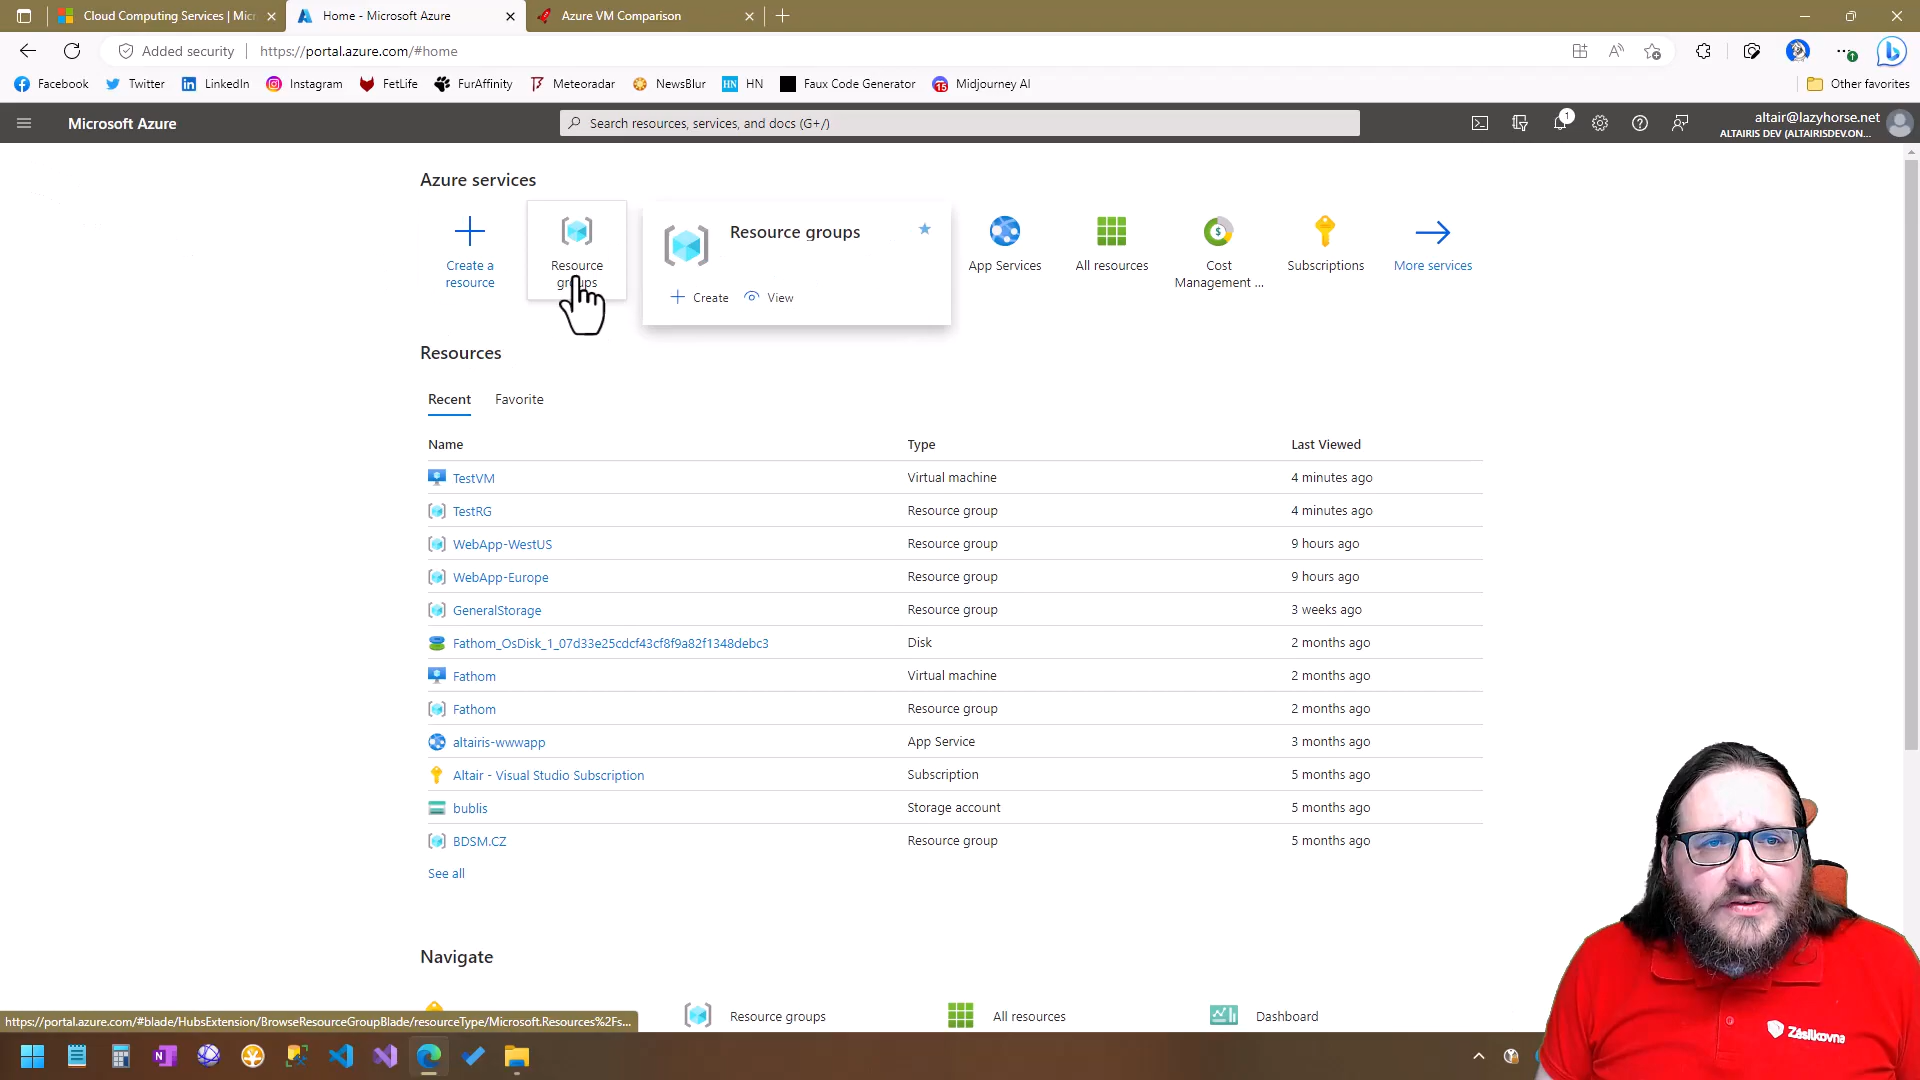 Cloud Computing Services | Micr
Home - Microsoft Azure
Azure VM Comparison
Added security
https://portal.azure.com/#home
Facebook
Twitter
LinkedIn
Instagram
FetLife
FurAffinity
Meteoradar
NewsBlur
HN
HN
Faux Code Generator
15
Midjourney AI
Other favorites
Microsoft Azure
Search resources, services, and docs (G+/)
1
altair@lazyhorse.net
ALTAIRIS DEV (ALTAIRISDEV.ON...
Azure services
Create a
resource
Resource
groups
Resource groups
Create
View
App Services
All resources
Cost
Management ...
Subscriptions
More services
Resources
Recent
Favorite
Name Type Last Viewed
TestVM Virtual machine 4 minutes ago
TestRG Resource group 4 minutes ago
WebApp-WestUS Resource group 9 hours ago
WebApp-Europe Resource group 9 hours ago
GeneralStorage Resource group 3 weeks ago
Fathom_OsDisk_1_07d33e25cdcf43cf8f9a82f1348debc3 Disk 2 months ago
Fathom Virtual machine 2 months ago
Fathom Resource group 2 months ago
altairis-wwwapp App Service 3 months ago
Altair - Visual Studio Subscription Subscription 5 months ago
bublis Storage account 5 months ago
BDSM.CZ Resource group 5 months ago
See all
Navigate
Resource groups
All resources
Dashboard
https://portal.azure.com/#blade/HubsExtension/BrowseResourceGroupBlade/resourceType/Microsoft.Resources%2Fs...
Zásilkovna